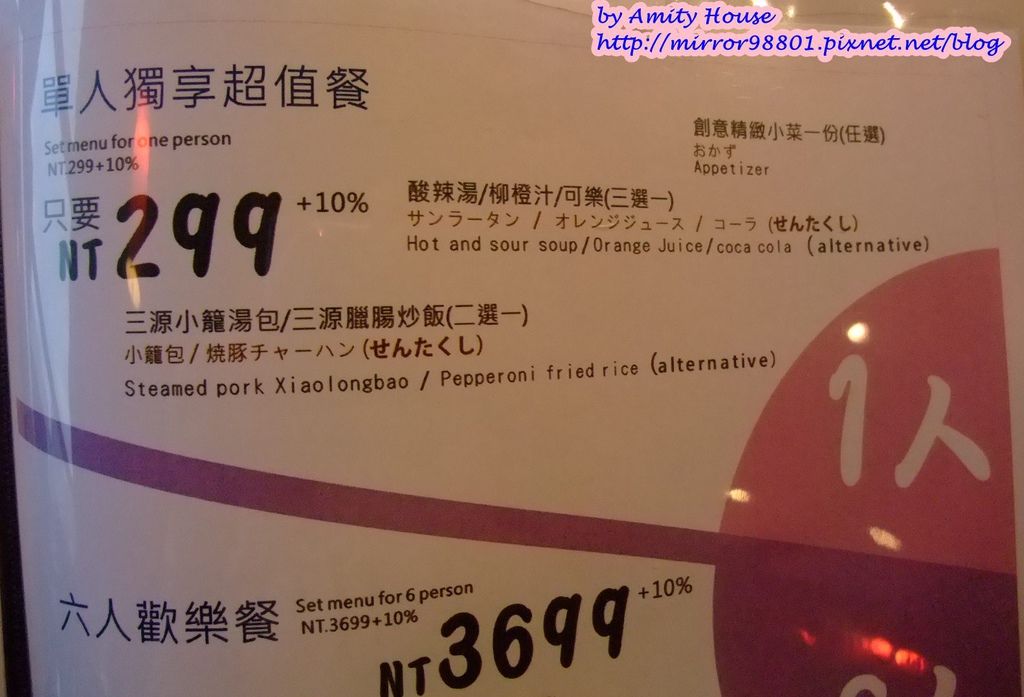 by Amity House
http://mirror98801.pixnet.net/blog
單人獨享超值餐
Set menu for one person
NT.299+10%
只要
NT 299 +10%
創意精緻小菜一份(任選)
おかず
Appetizer
酸辣湯/柳橙汁/可樂(三選一)
サンラータン / オレンジジュース / コーラ (せんたくし)
Hot and sour soup/Orange Juice/coca cola (alternative)
三源小籠湯包/三源臘腸炒飯(二選一)
小籠包/焼豚チャーハン(せんたくし)
Steamed pork Xiaolongbao / Pepperoni fried rice (alternative)
1人
六人歡樂餐
Set menu for 6 person
NT.3699+10%
NT 3699 +10%